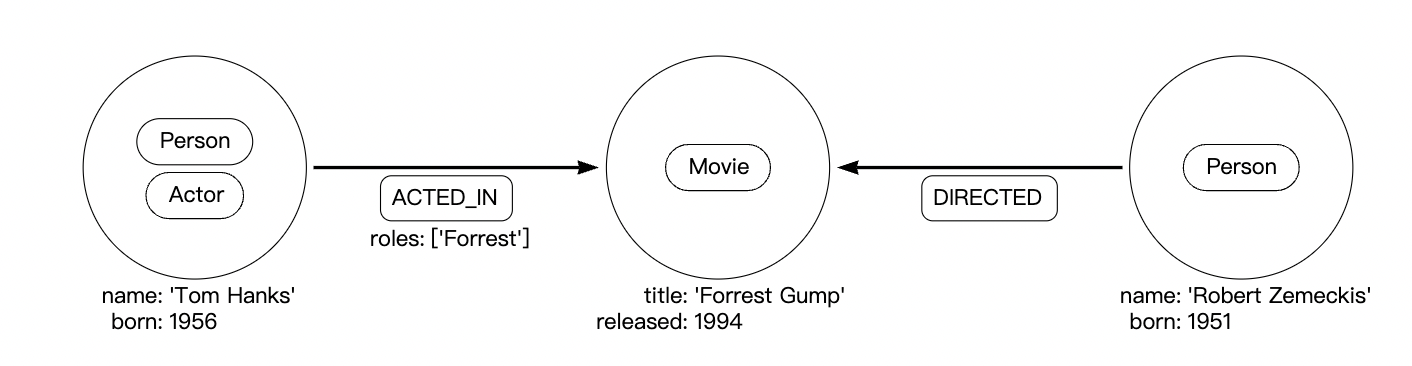 Person
Actor
name: 'Tom Hanks'
born: 1956
ACTED_IN
roles: ['Forrest']
Movie
title: 'Forrest Gump'
released: 1994
DIRECTED
Person
name: 'Robert Zemeckis'
born: 1951